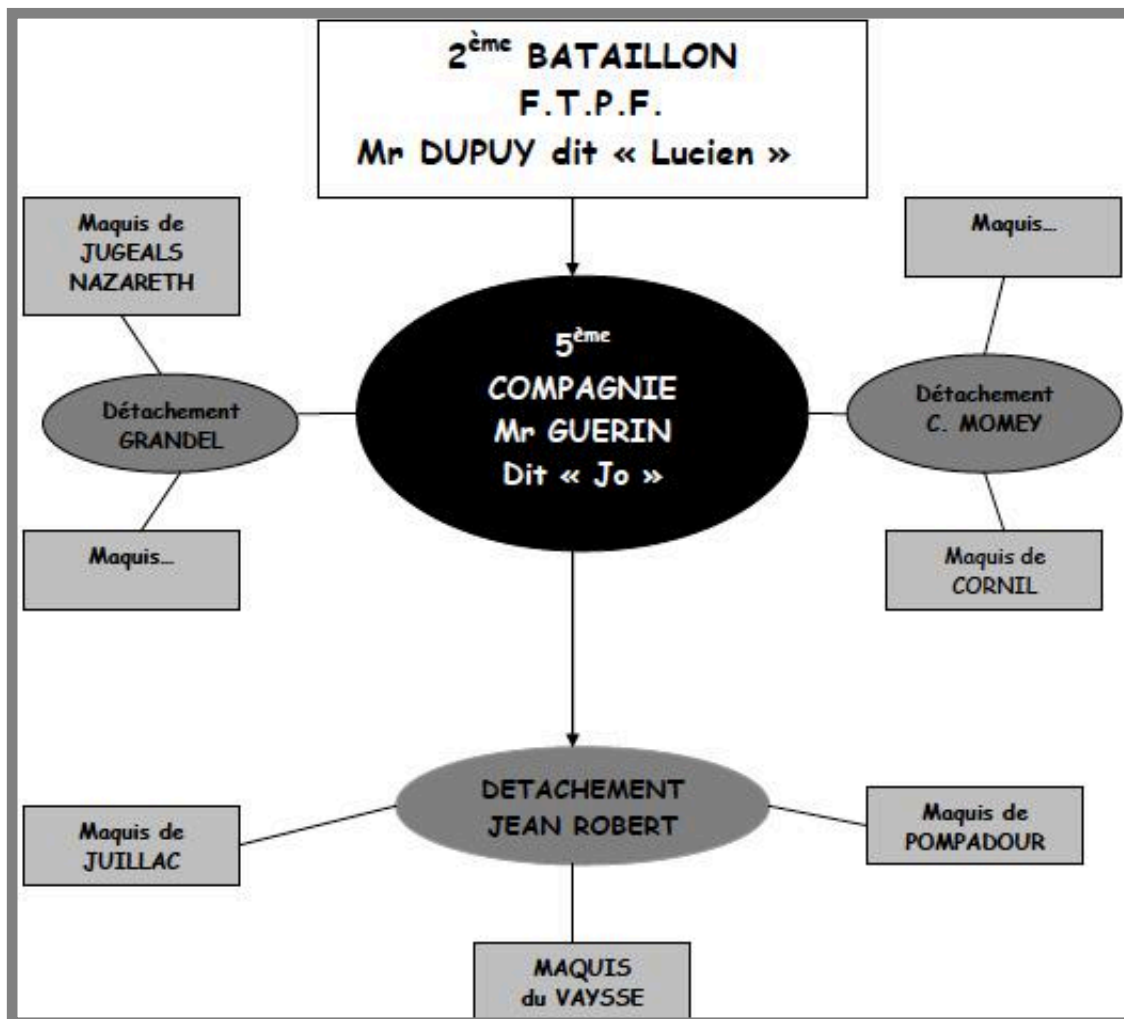 2ème BATAILLON
F.T.P.F.
Mr DUPUY dit « Lucien »
Maquis de
JUGEALS
NAZARETH
Maquis…
5ème
COMPAGNIE
Mr GUERIN
Dit « Jo »
Détachement
GRANDEL
Détachement
C. MOMEY
Maquis…
Maquis de
CORNIL
DETACHEMENT
JEAN ROBERT
Maquis de
JUILLAC
Maquis de
POMPADOUR
MAQUIS
du VAYSSE